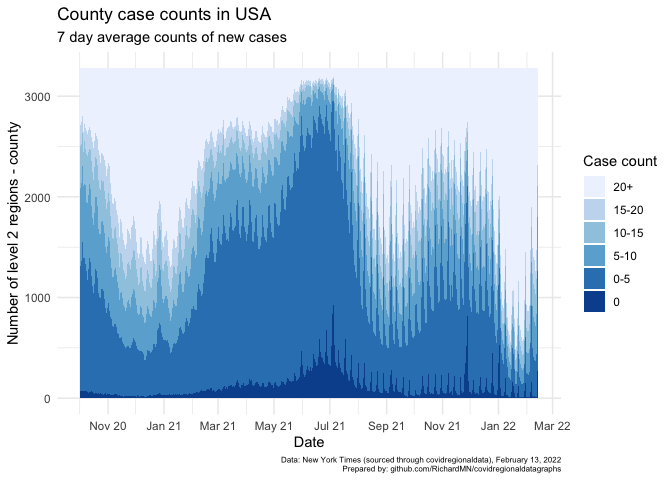 County case counts in USA
7 day average counts of new cases
Number of level 2 regions - county
3000
2000
1000
0
Nov 20
Jan 21
Mar 21
May 21
Jul 21
Sep 21
Nov 21
Jan 22
Mar 22
Date
Case count
20+
15-20
10-15
5-10
0-5
0
Data: New York Times (sourced through covidregionaldata), February 13, 2022
Prepared by: github.com/RichardMN/covidregionaldatagraphs